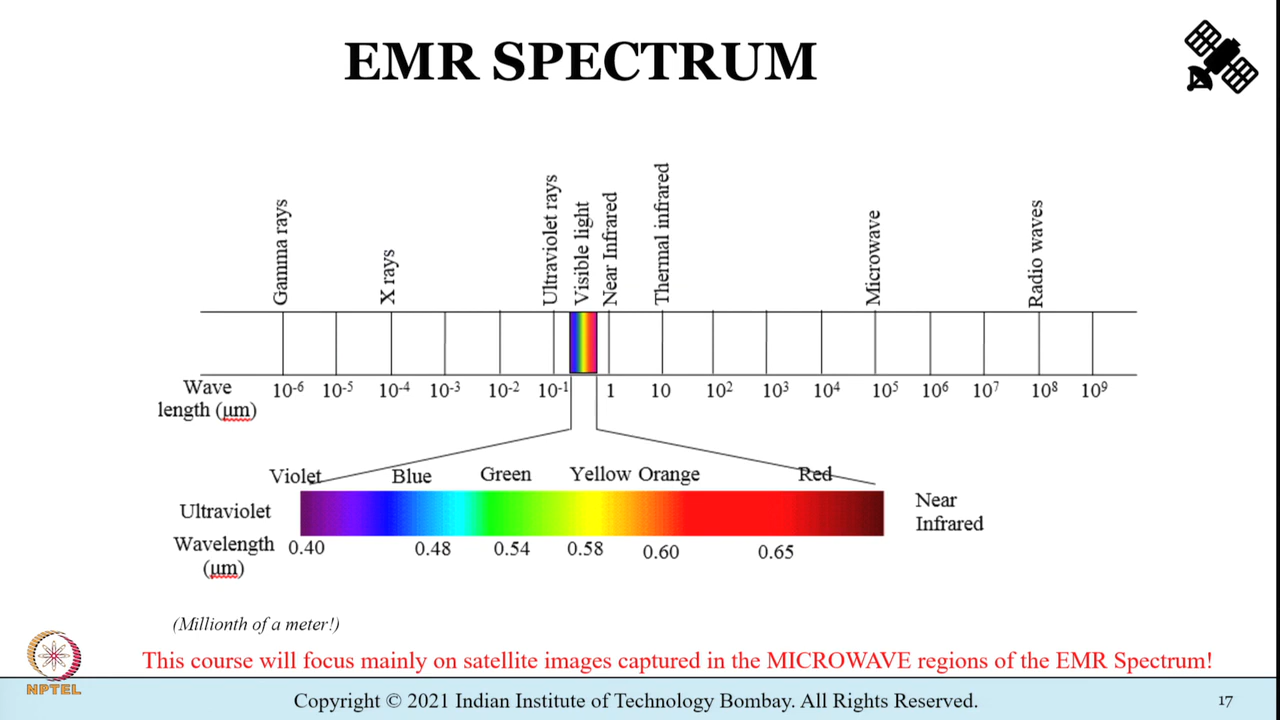 EMR SPECTRUM
Gamma rays
X rays
Ultraviolet rays
Visible light
Near Infrared
Thermal infrared
Microwave
Radio waves
Wave length (µm)
10⁻⁶ 10⁻⁵ 10⁻⁴ 10⁻³ 10⁻² 10⁻¹ 1 10 10² 10³ 10⁴ 10⁵ 10⁶ 10⁷ 10⁸ 10⁹
Violet Blue Green Yellow Orange Red
Ultraviolet
Near
Infrared
Wavelength (µm)
0.40 0.48 0.54 0.58 0.60 0.65
(Millionth of a meter!)
This course will focus mainly on satellite images captured in the MICROWAVE regions of the EMR Spectrum!
NPTEL
Copyright © 2021 Indian Institute of Technology Bombay. All Rights Reserved.
17